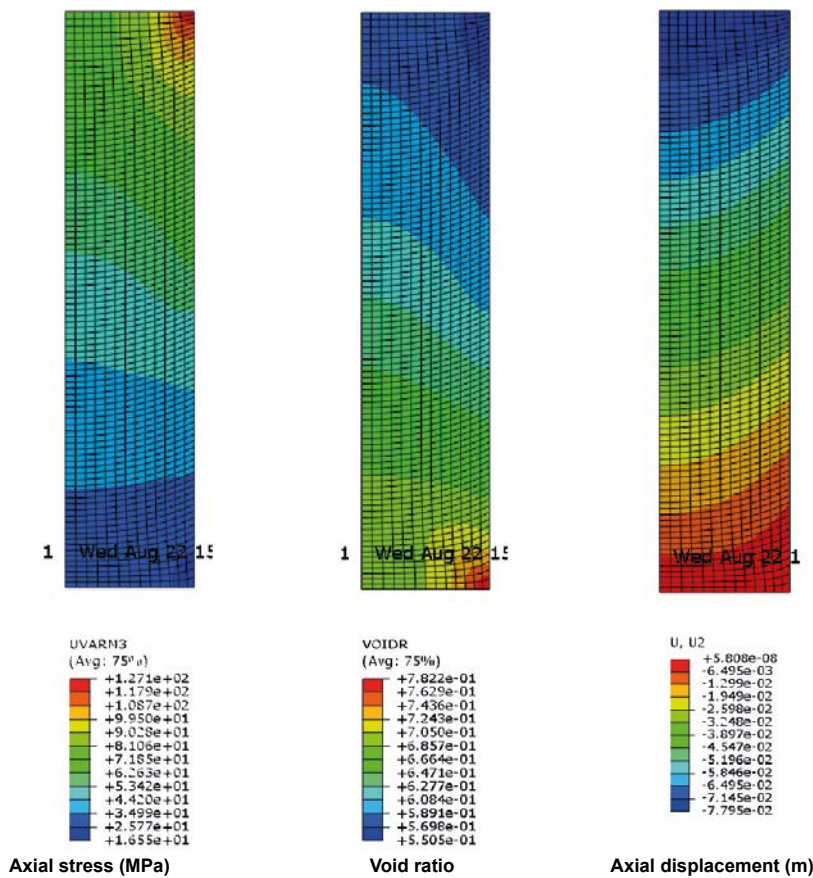 1 Wed Aug 22 15
1 Wed Aug 22 15
Wed Aug 22 1
UVARM3
(Avg: 75%)
+1.271e+02
+1.179e+02
+1.087e+02
+9.950e+01
+9.028e+01
+8.106e+01
+7.185e+01
+6.263e+01
+5.342e+01
+4.420e+01
+3.499e+01
+2.577e+01
+1.655e+01
Axial stress (MPa)
VOIDR
(Avg: 75%)
+7.822e-01
+7.629e-01
+7.436e-01
+7.243e-01
+7.050e-01
+6.857e-01
+6.664e-01
+6.471e-01
+6.277e-01
+6.084e-01
+5.891e-01
+5.698e-01
+5.505e-01
Void ratio
U, U2
+5.808e-08
-6.495e-03
-1.299e-02
-1.949e-02
-2.598e-02
-3.248e-02
-3.897e-02
-4.547e-02
-5.196e-02
-5.846e-02
-6.495e-02
-7.145e-02
-7.795e-02
Axial displacement (m)